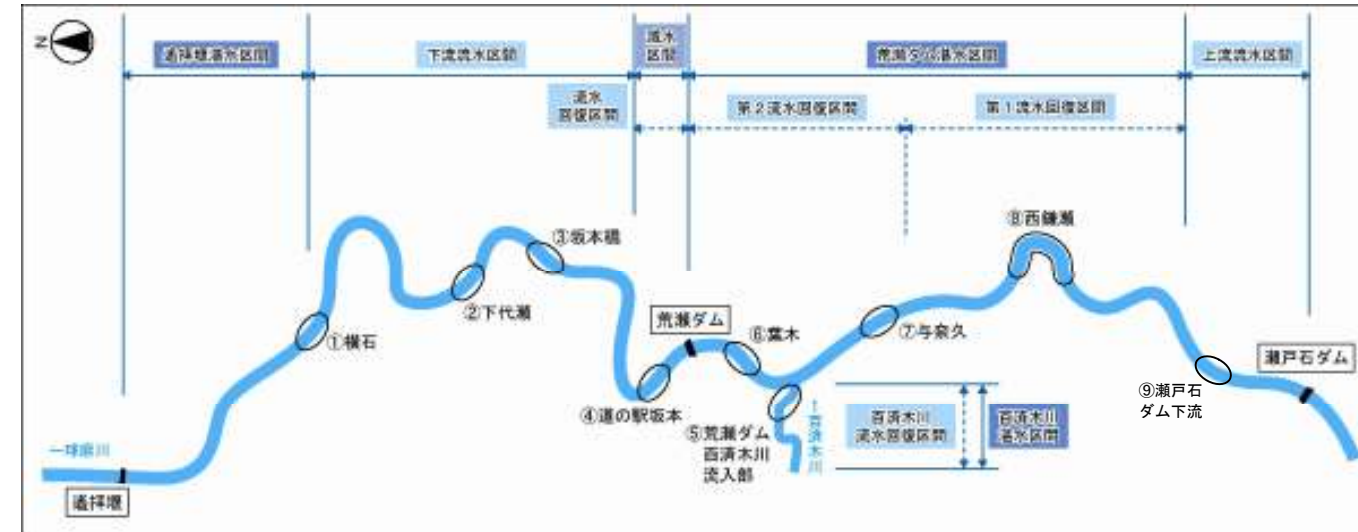 N
遙拝堰湛水区間
下流流水区間
減水
区間
荒瀬ダム湛水区間
上流流水区間
流水
回復区間
第2流水回復区間
第1流水回復区間
①横石
②下代瀬
③坂本橋
④道の駅坂本
荒瀬ダム
⑥葉木
⑤荒瀬ダム
百済木川
流入部
⑦与奈久
⑧西鎌瀬
⑨瀬戸石
ダム下流
瀬戸石ダム
←百済木川
百済木川
流水回復区間
百済木川
湛水区間
←球磨川
遙拝堰